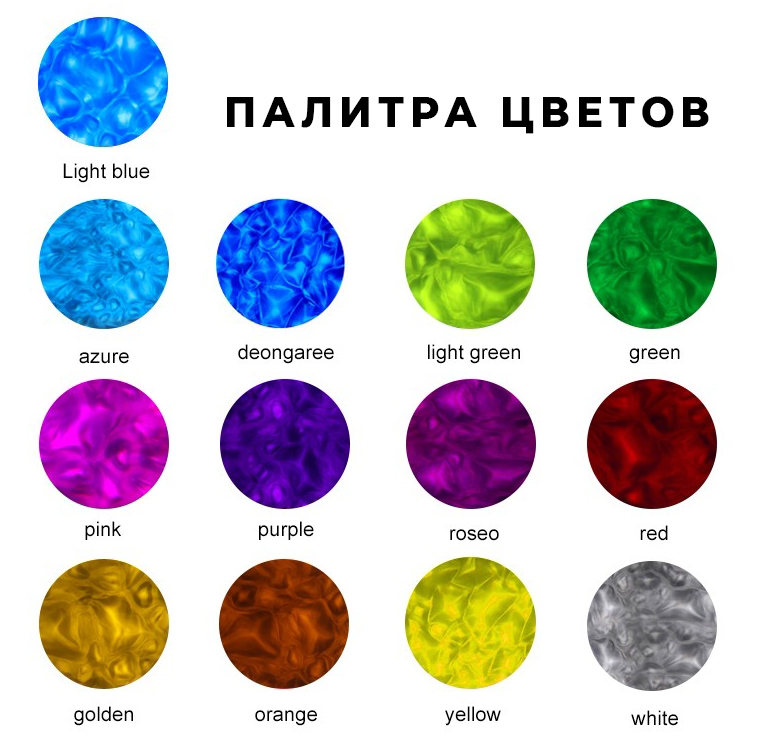 ПАЛИТРА ЦВЕТОВ
Light blue
azure
deongaree
light green
green
pink
purple
roseo
red
golden
orange
yellow
white